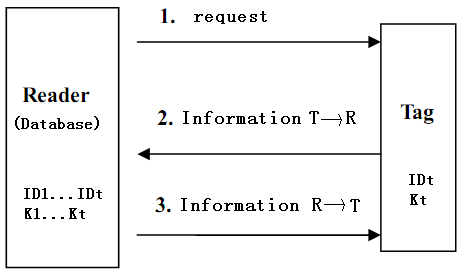 1. request
Reader
(Database)
2. Information T→R
Tag
ID1...IDt
K1...Kt
IDt
Kt
3. Information R→T